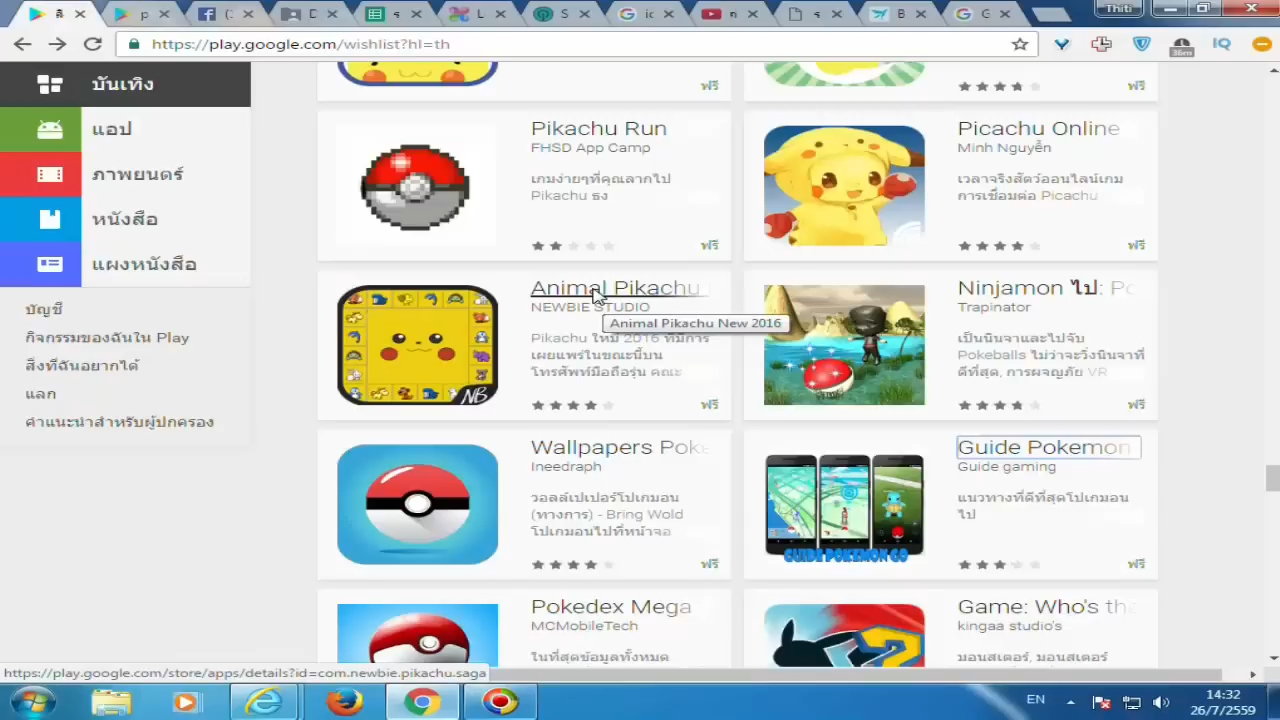 Thiti
https://play.google.com/wishlist?hl=th
36en
IQ
บันเทิง
แอป
ภาพยนตร์
หนังสือ
แผงหนังสือ
บัญชี
กิจกรรมของฉันใน Play
สิ่งที่ฉันอยากได้
แลก
คำแนะนำสำหรับผู้ปกครอง
ฟรี
ฟรี
Pikachu Run
FHSD App Camp
เกมง่ายๆที่คุณลากไป
Pikachu ธง
ฟรี
Picachu Online
Minh Nguyễn
เวลาจริงสัตว์ออนไลน์เกม
การเชื่อมต่อ Picachu
ฟรี
Animal Pikachu
NEWBIE STUDIO
Animal Pikachu New 2016
Pikachu ใหม่ 2016 ที่มีการ
เผยแพร่ในขณะนี้บน
โทรศัพท์มือถือรุ่น คณะ
ฟรี
NB
Ninjamon ไป: Po
Trapinator
เป็นนินจาและไปจับ
Pokeballs ไม่ว่าจะวิ่งนินจาที่
ดีที่สุด, การผจญภัย VR
ฟรี
Wallpapers Poke
Ineedraph
วอลล์เปเปอร์โปเกมอน
(ทางการ) - Bring Wold
โปเกมอนไปที่หน้าจอ
ฟรี
Guide Pokemon
Guide gaming
แนวทางที่ดีที่สุดโปเกมอน
ไป
ฟรี
GUIDE POKEMON GO
Pokedex Mega
MCMobileTech
ในที่สุดข้อมูลทั้งหมด
Game: Who's tha
kingaa studio's
มอนสเตอร์, มอนสเตอร์
https://play.google.com/store/apps/details?id=com.newbie.pikachu.saga
EN
14:32
26/7/2559